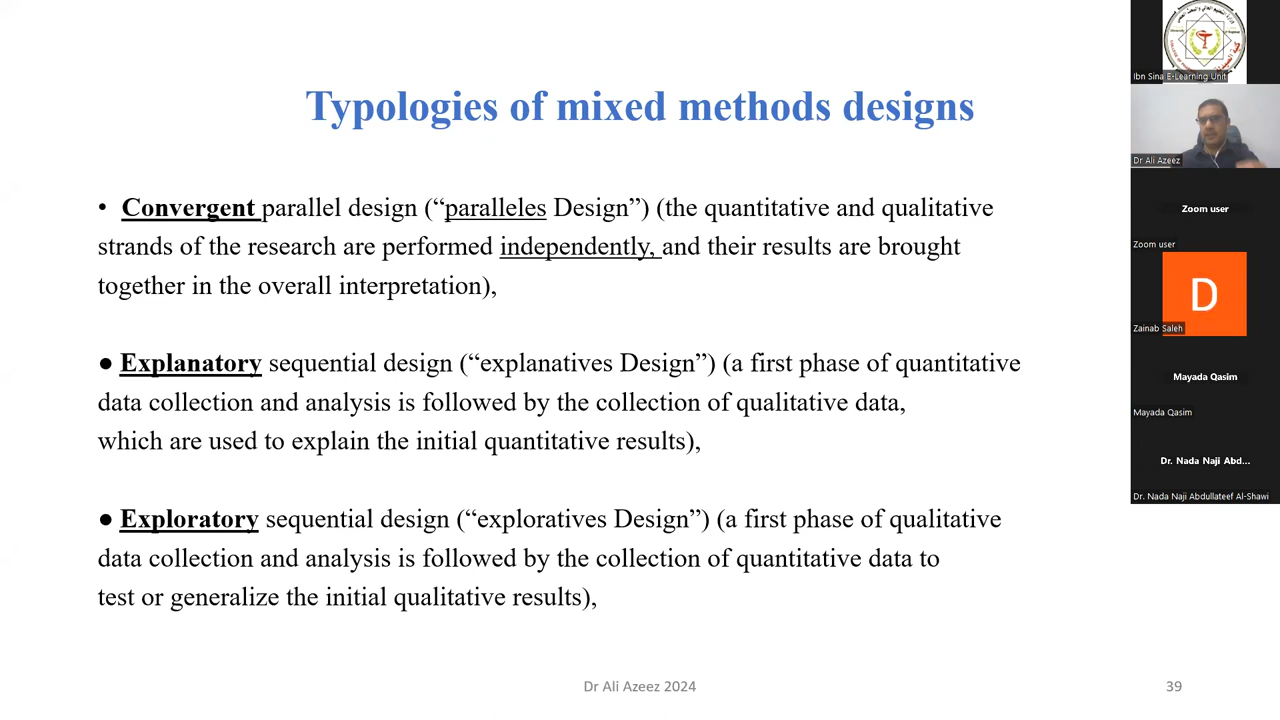 Typologies of mixed methods designs
• Convergent parallel design (“paralleles Design”) (the quantitative and qualitative
strands of the research are performed independently, and their results are brought
together in the overall interpretation),
● Explanatory sequential design (“explanatives Design”) (a first phase of quantitative
data collection and analysis is followed by the collection of qualitative data,
which are used to explain the initial quantitative results),
● Exploratory sequential design (“exploratives Design”) (a first phase of qualitative
data collection and analysis is followed by the collection of quantitative data to
test or generalize the initial qualitative results),
Dr Ali Azeez 2024
39
Ibn Sina E-Learning Unit
Dr Ali Azeez
Zoom user
Zoom user
D
Zainab Saleh
Mayada Qasim
Mayada Qasim
Dr. Nada Naji Abd...
Dr. Nada Naji Abdullateef Al-Shawi